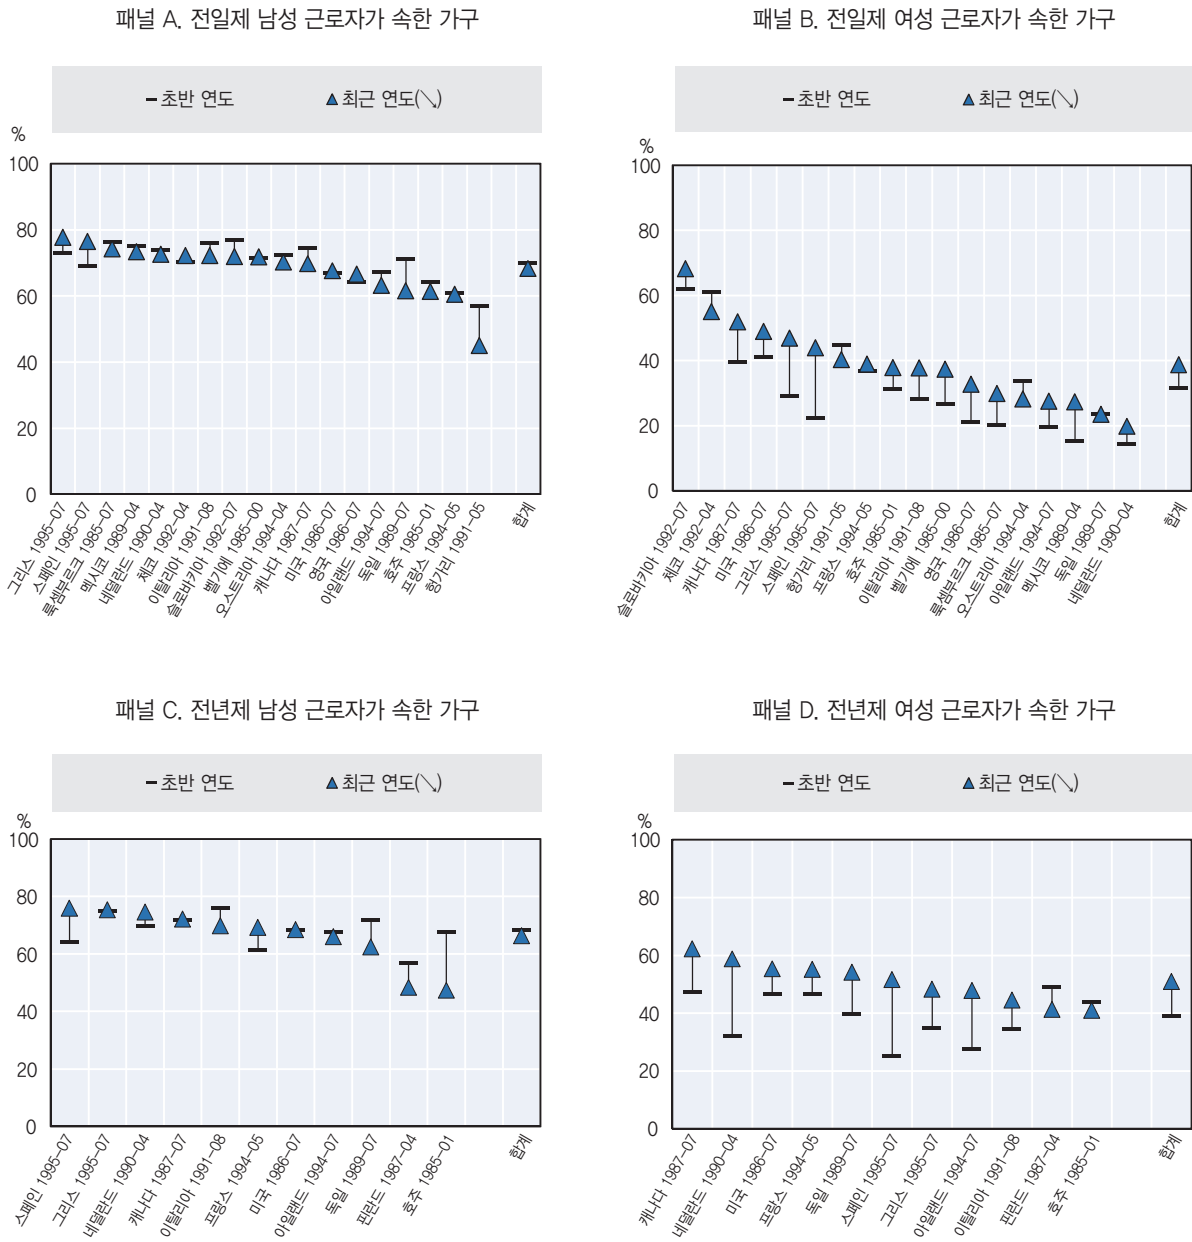 패널 A. 전일제 남성 근로자가 속한 가구
초반 연도 최근 연도(↘)
%
100
80
60
40
20
0
그리스 1995-07
스페인 1995-07
룩셈부르크 1985-07
멕시코 1989-04
네덜란드 1990-04
체코 1992-04
이탈리아 1991-08
슬로바키아 1992-07
벨기에 1985-00
오스트리아 1994-04
캐나다 1987-07
미국 1986-07
영국 1986-07
아일랜드 1994-07
독일 1989-07
호주 1985-01
프랑스 1994-05
헝가리 1991-05
합계
패널 B. 전일제 여성 근로자가 속한 가구
초반 연도 최근 연도(↘)
%
100
80
60
40
20
0
슬로바키아 1992-07
체코 1992-04
캐나다 1987-07
미국 1986-07
그리스 1995-07
스페인 1995-07
헝가리 1991-05
프랑스 1994-05
호주 1985-01
이탈리아 1991-08
벨기에 1985-00
영국 1986-07
룩셈부르크 1985-07
오스트리아 1994-04
아일랜드 1994-07
멕시코 1989-04
독일 1989-07
네덜란드 1990-04
합계
패널 C. 전년제 남성 근로자가 속한 가구
초반 연도 최근 연도(↘)
%
100
80
60
40
20
0
스페인 1995-07
그리스 1995-07
네덜란드 1990-04
캐나다 1987-07
이탈리아 1991-08
프랑스 1994-05
미국 1986-07
아일랜드 1994-07
독일 1989-07
핀란드 1987-04
호주 1985-01
합계
패널 D. 전년제 여성 근로자가 속한 가구
초반 연도 최근 연도(↘)
%
100
80
60
40
20
0
캐나다 1987-07
네덜란드 1990-04
미국 1986-07
프랑스 1994-05
독일 1989-07
스페인 1995-07
그리스 1995-07
아일랜드 1994-07
이탈리아 1991-08
핀란드 1987-04
호주 1985-01
합계